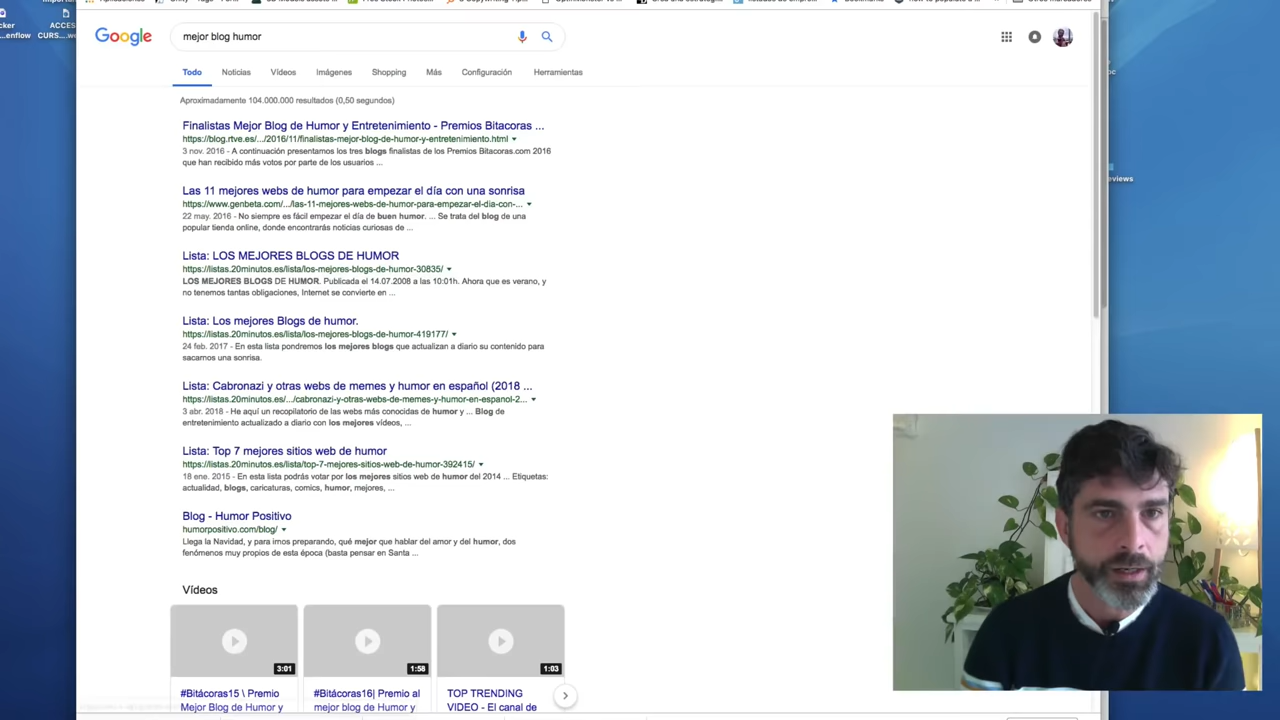 ACCES
CURS....w
cker
..enflow
Google
mejor blog humor
Todo
Noticias
Vídeos
Imágenes
Shopping
Más
Configuración
Herramientas
Aproximadamente 104.000.000 resultados (0,50 segundos)
Finalistas Mejor Blog de Humor y Entretenimiento - Premios Bitacoras ...
https://blog.rtve.es/.../2016/11/finalistas-mejor-blog-de-humor-y-entretenimiento.html
3 nov. 2016 - A continuación presentamos los tres blogs finalistas de los Premios Bitacoras.com 2016
que han recibido más votos por parte de los usuarios ...
Las 11 mejores webs de humor para empezar el día con una sonrisa
https://www.genbeta.com/.../las-11-mejores-webs-de-humor-para-empezar-el-dia-con-...
22 may. 2016 - No siempre es fácil empezar el día de buen humor. ... Se trata del blog de una
popular tienda online, donde encontrarás noticias curiosas de ...
Lista: LOS MEJORES BLOGS DE HUMOR
https://listas.20minutos.es/lista/los-mejores-blogs-de-humor-30835/
LOS MEJORES BLOGS DE HUMOR. Publicada el 14.07.2008 a las 10:01h. Ahora que es verano, y
no tenemos tantas obligaciones, Internet se convierte en ...
Lista: Los mejores Blogs de humor.
https://listas.20minutos.es/lista/los-mejores-blogs-de-humor-419177/
24 feb. 2017 - En esta lista pondremos los mejores blogs que actualizan a diario su contenido para
sacarnos una sonrisa.
Lista: Cabronazi y otras webs de memes y humor en español (2018 ...
https://listas.20minutos.es/.../cabronazi-y-otras-webs-de-memes-y-humor-en-espanol-2...
3 abr. 2018 - He aquí un recopilatorio de las webs más conocidas de humor y ... Blog de
entretenimiento actualizado a diario con los mejores vídeos, ...
Lista: Top 7 mejores sitios web de humor
https://listas.20minutos.es/lista/top-7-mejores-sitios-web-de-humor-392415/
18 ene. 2015 - En esta lista podrás votar por los mejores sitios web de humor del 2014 ... Etiquetas:
actualidad, blogs, caricaturas, comics, humor, mejores, ...
Blog - Humor Positivo
humorpositivo.com/blog/
Llega la Navidad, y para irnos preparando, qué mejor que hablar del amor y del humor, dos
fenómenos muy propios de esta época (basta pensar en Santa ...
Vídeos
3:01
1:58
1:03
#Bitácoras15 \ Premio
Mejor Blog de Humor y
#Bitácoras16| Premio al
mejor blog de Humor y
TOP TRENDING
VIDEO - El canal de
oc
eviews